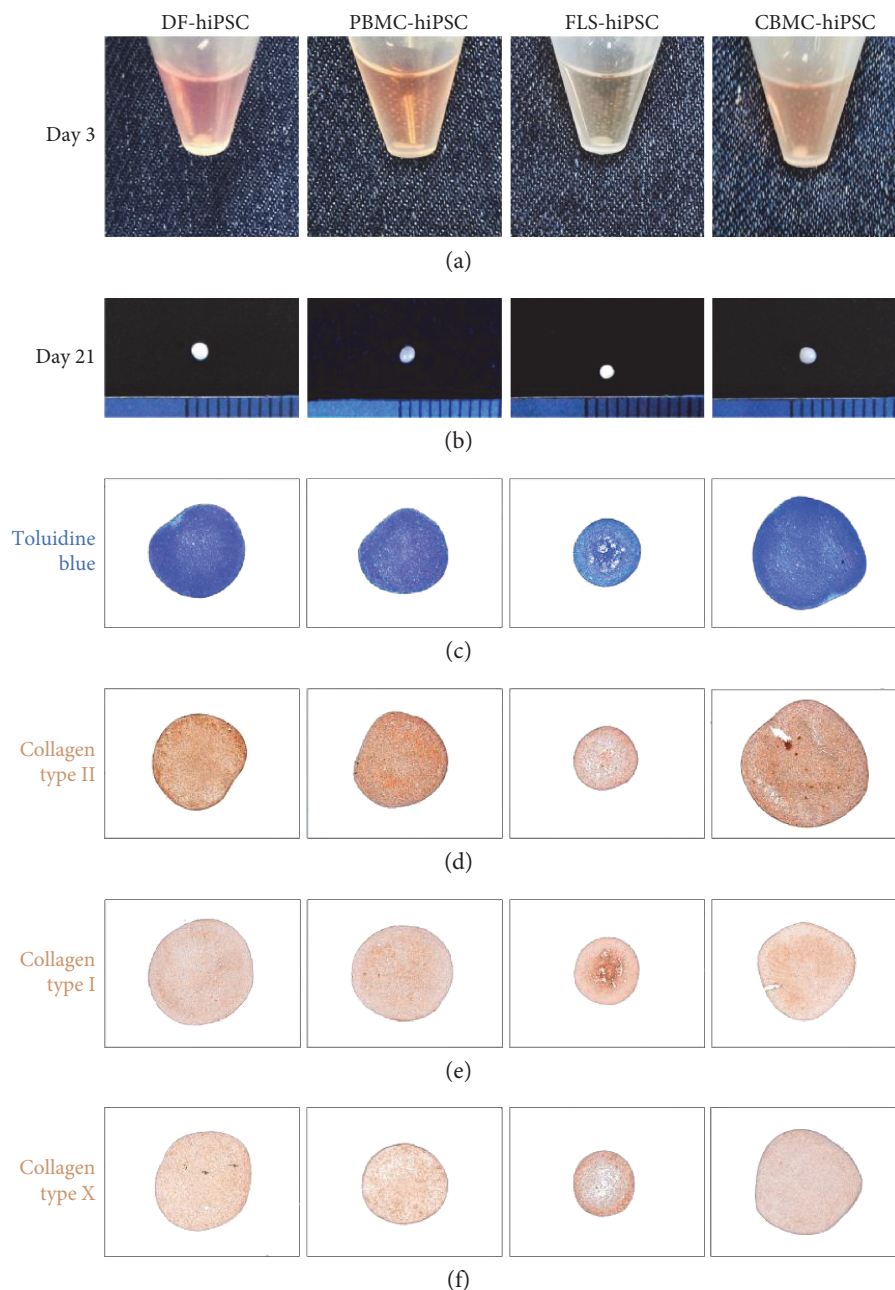 DF-hiPSC PBMC-hiPSC FLS-hiPSC CBMC-hiPSC
Day 3
(a)
Day 21
(b)
Toluidine
blue
(c)
Collagen
type II
(d)
Collagen
type I
(e)
Collagen
type X
(f)